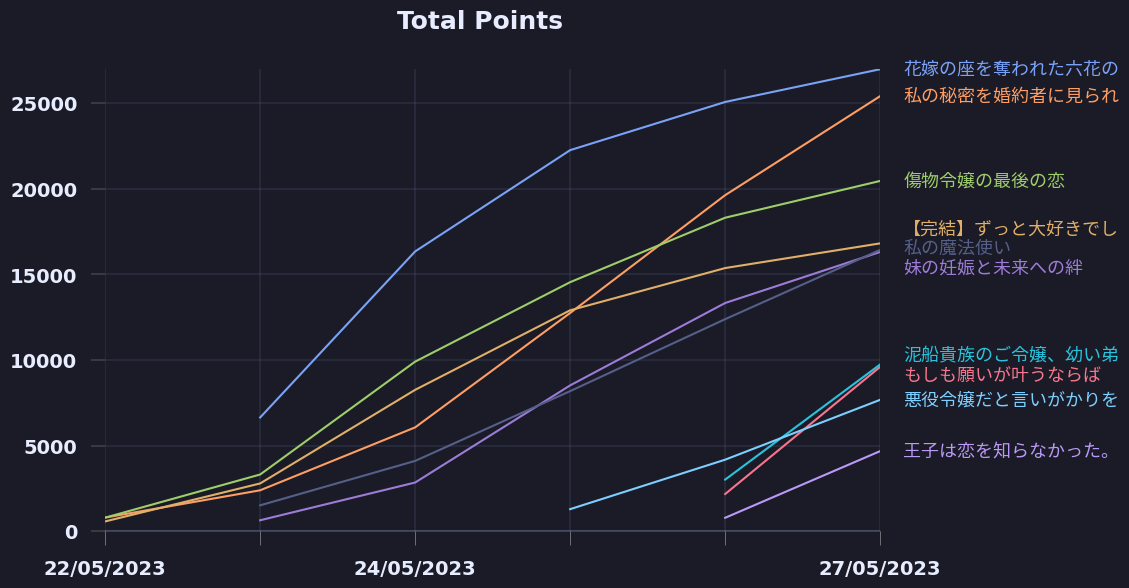 Total Points
25000
20000
15000
10000
5000
0
22/05/2023
24/05/2023
27/05/2023
花嫁の座を奪われた六花の
私の秘密を婚約者に見られ
傷物令嬢の最後の恋
【完結】ずっと大好きでし
私の魔法使い
妹の妊娠と未来への絆
泥船貴族のご令嬢、幼い弟
もしも願いが叶うならば
悪役令嬢だと言いがかりを
王子は恋を知らなかった。